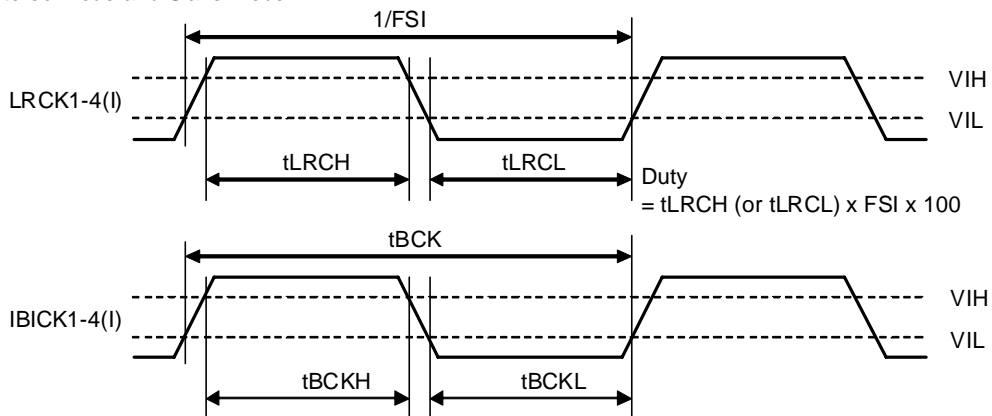 1/FSI
VIH
LRCK1-4(I)
VIL
tLRCH
tLRCL
Duty
= tLRCH (or tLRCL) x FSI x 100
tBCK
VIH
IBICK1-4(I)
VIL
tBCKH
tBCKL